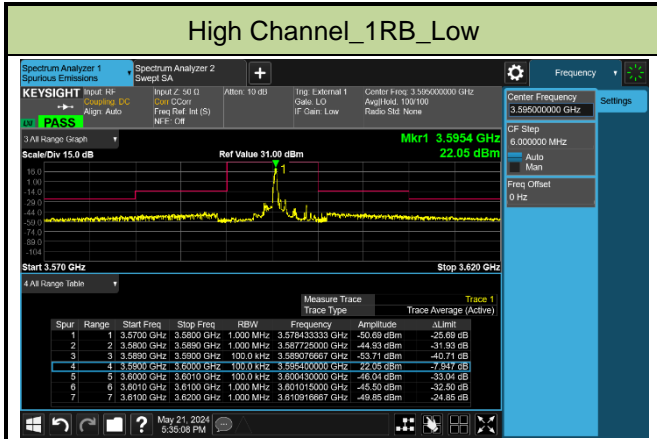 High Channel_1RB_Low
Spectrum Analyzer 1
Spurious Emissions
Spectrum Analyzer 2
Swept SA
Frequency
KEYSIGHT
Input: RF
Coupling: DC
Align: Auto
Input Z: 50 Ω
Corr CCorr
Freq Ref: Int (S)
NFE: Off
Atten: 10 dB
Trig: External 1
Gate: LO
IF Gain: Low
Center Freq: 3.595000000 GHz
Avg|Hold: 100/100
Radio Std: None
PASS
Center Frequency
3.595000000 GHz
Settings
CF Step
6.000000 MHz
Auto
Man
Freq Offset
0 Hz
3 All Range Graph
Mkr1 3.5954 GHz
Scale/Div 15.0 dB
Ref Value 31.00 dBm
22.05 dBm
1
16.0
1.00
-14.0
-29.0
-44.0
-59.0
-74.0
-89.0
-104
Start 3.570 GHz
Stop 3.620 GHz
4 All Range Table
Measure Trace Trace 1
Trace Type Trace Average (Active)
Spur Range Start Freq Stop Freq RBW Frequency Amplitude ΔLimit
1 1 3.5700 GHz 3.5800 GHz 1.000 MHz 3.578433333 GHz -50.69 dBm -25.69 dB
2 2 3.5800 GHz 3.5890 GHz 1.000 MHz 3.587725000 GHz -44.93 dBm -31.93 dB
3 3 3.5890 GHz 3.5900 GHz 100.0 kHz 3.589076667 GHz -53.71 dBm -40.71 dB
4 4 3.5900 GHz 3.6000 GHz 100.0 kHz 3.595400000 GHz 22.05 dBm -7.947 dB
5 5 3.6000 GHz 3.6010 GHz 100.0 kHz 3.600430000 GHz -46.04 dBm -33.04 dB
6 6 3.6010 GHz 3.6100 GHz 1.000 MHz 3.601015000 GHz -45.50 dBm -32.50 dB
7 7 3.6100 GHz 3.6200 GHz 1.000 MHz 3.610916667 GHz -49.85 dBm -24.85 dB
May 21, 2024
5:35:08 PM